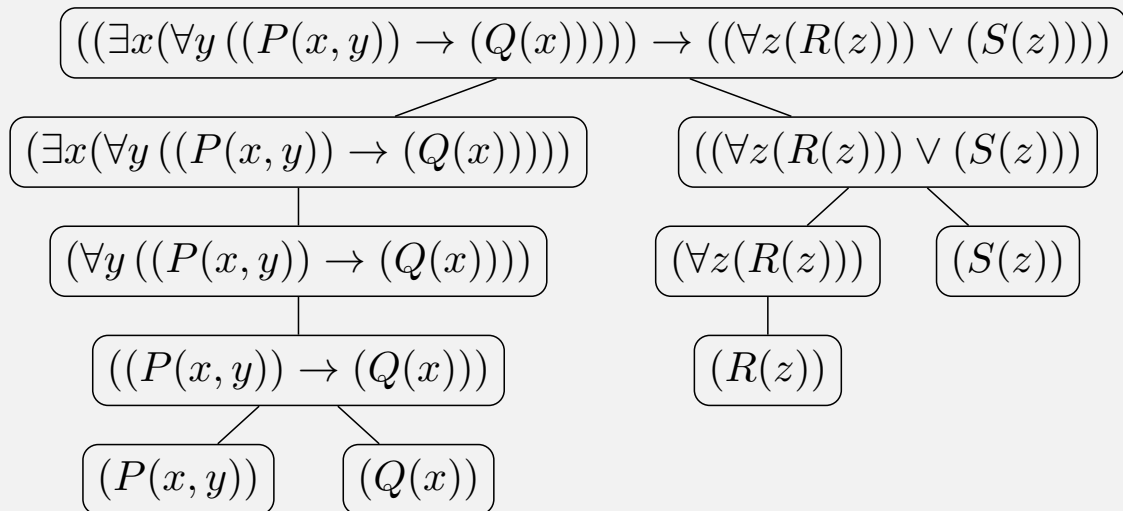 ((∃x(∀y ((P(x, y)) → (Q(x))))) → ((∀z(R(z))) ∨ (S(z))))
(∃x(∀y ((P(x, y)) → (Q(x))))) ((∀z(R(z))) ∨ (S(z)))
(∀y ((P(x, y)) → (Q(x)))) (∀z(R(z))) (S(z))
((P(x, y)) → (Q(x))) (R(z))
(P(x, y)) (Q(x))